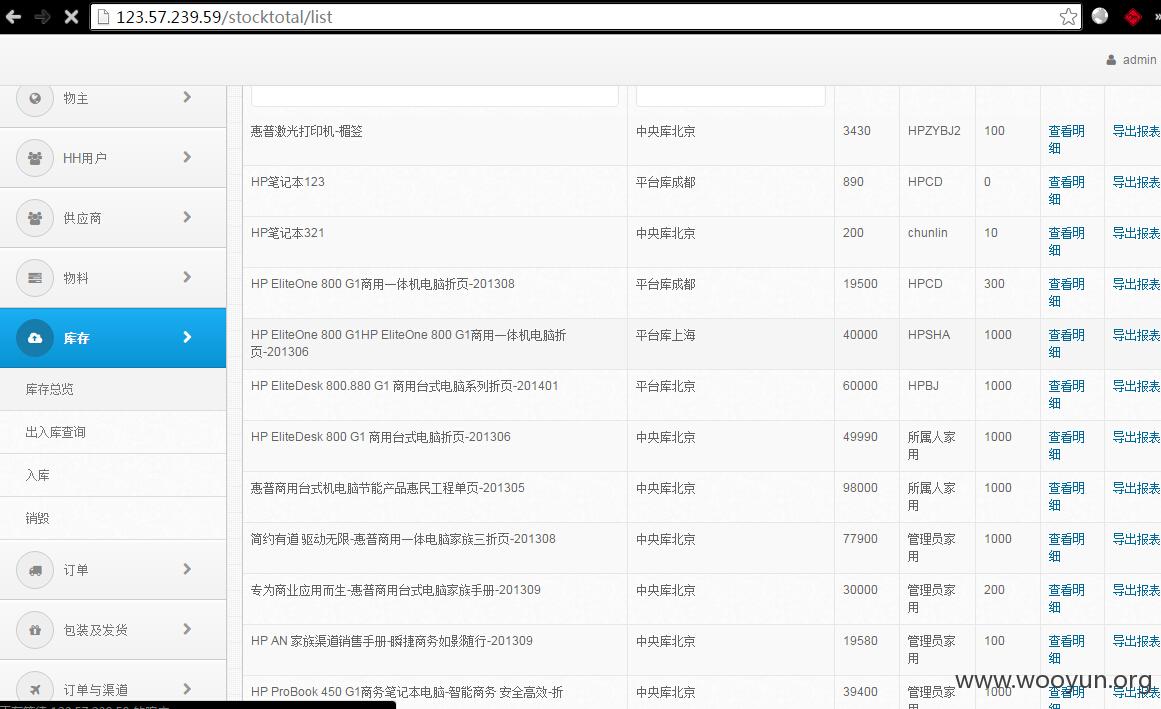 123.57.239.59/stocktotal/list
admin
物主
HH用户
供应商
物料
库存
库存总览
出入库查询
入库
销毁
订单
包装及发货
订单与渠道
惠普激光打印机-楣签 中央库北京 3430 HPZYBJ2 100 查看明细 导出报表
HP笔记本123 平台库成都 890 HPCD 0 查看明细 导出报表
HP笔记本321 中央库北京 200 chunlin 10 查看明细 导出报表
HP EliteOne 800 G1商用一体机电脑折页-201308 平台库成都 19500 HPCD 300 查看明细 导出报表
HP EliteOne 800 G1HP EliteOne 800 G1商用一体机电脑折页-201306 平台库上海 40000 HPSHA 1000 查看明细 导出报表
HP EliteDesk 800.880 G1 商用台式电脑系列折页-201401 平台库北京 60000 HPBJ 1000 查看明细 导出报表
HP EliteDesk 800 G1 商用台式电脑折页-201306 中央库北京 49990 所属人家用 1000 查看明细 导出报表
惠普商用台式机电脑节能产品惠民工程单页-201305 中央库北京 98000 所属人家用 1000 查看明细 导出报表
简约有道 驱动无限-惠普商用一体电脑家族三折页-201308 中央库北京 77900 管理员家用 1000 查看明细 导出报表
专为商业应用而生-惠普商用台式电脑家族手册-201309 中央库北京 30000 管理员家用 200 查看明细 导出报表
HP AN 家族渠道销售手册-瞬捷商务如影随行-201309 中央库北京 19580 管理员家用 100 查看明细 导出报表
HP ProBook 450 G1商务笔记本电脑-智能商务 安全高效-折 中央库北京 39400 管理员家 1000 查看明 导出报表
www.wooyun.org